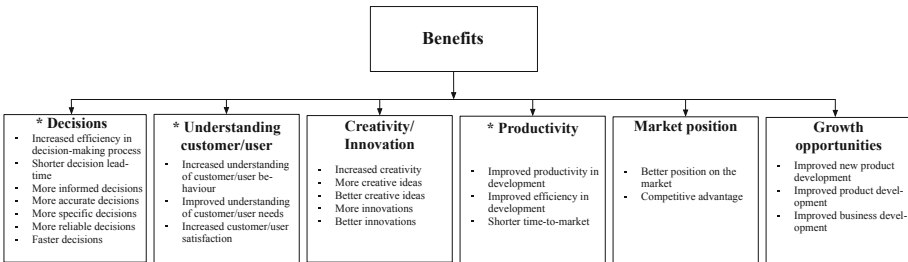 Benefits
* Decisions
- Increased efficiency in
decision-making process
- Shorter decision lead-
time
- More informed decisions
- More accurate decisions
- More specific decisions
- More reliable decisions
- Faster decisions
* Understanding
customer/user
- Increased understanding
of customer/user be-
haviour
- Improved understanding
of customer/user needs
- Increased customer/user
satisfaction
Creativity/
Innovation
- Increased creativity
- More creative ideas
- Better creative ideas
- More innovations
- Better innovations
* Productivity
- Improved productivity in
development
- Improved efficiency in
development
- Shorter time-to-market
Market position
- Better position on the
market
- Competitive advantage
Growth
opportunities
- Improved new product
development
- Improved product devel-
opment
- Improved business devel-
opment